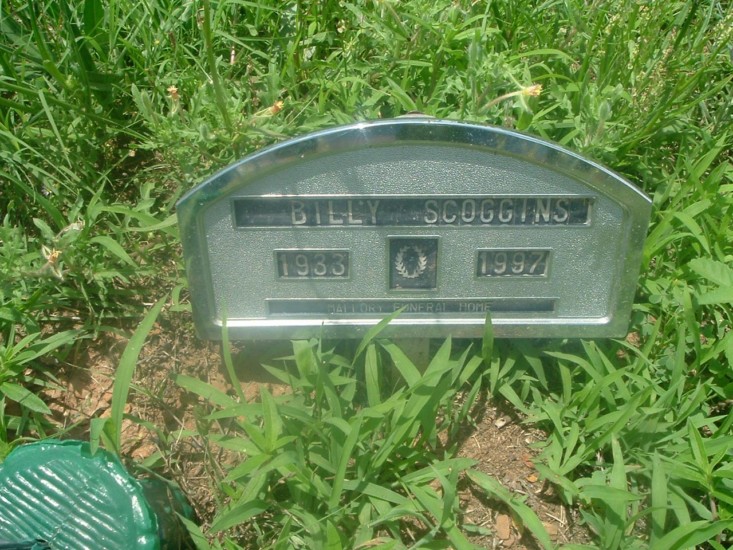 BILLY SCOGGINS
1933 1997
MALLORY FUNERAL HOME